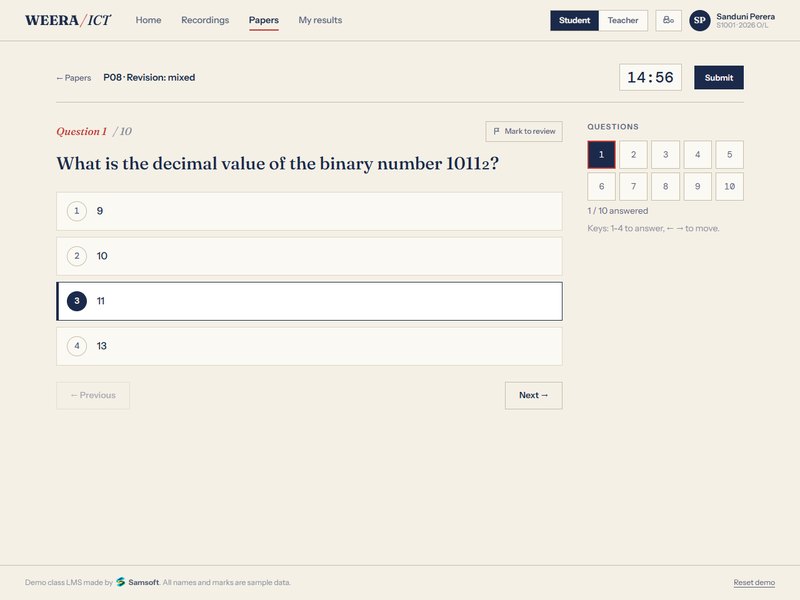 WEERA/ICT Home Recordings Papers My results Student Teacher SP Sanduni Perera
S1001 · 2026 O/L
← Papers P08 · Revision: mixed 14:56 Submit
Question 1 / 10 Mark to review
What is the decimal value of the binary number 1011₂?
1 9
2 10
3 11
4 13
← Previous Next →
QUESTIONS
1 2 3 4 5
6 7 8 9 10
1 / 10 answered
Keys: 1-4 to answer, ← → to move.
Demo class LMS made by Samsoft. All names and marks are sample data. Reset demo